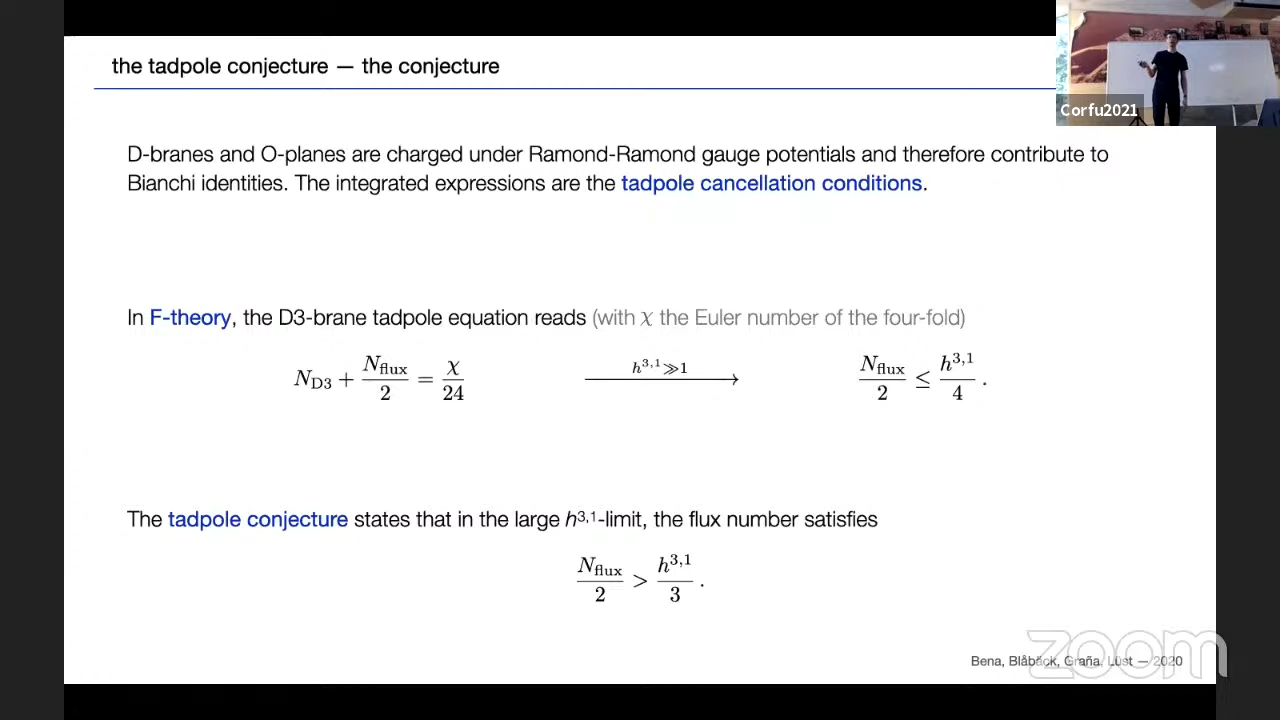 the tadpole conjecture — the conjecture
Corfu2021
D-branes and O-planes are charged under Ramond-Ramond gauge potentials and therefore contribute to
Bianchi identities. The integrated expressions are the tadpole cancellation conditions.
In F-theory, the D3-brane tadpole equation reads (with χ the Euler number of the four-fold)
N_D3 + N_flux/2 = χ/24 h^{3,1}≫1 ⟶ N_flux/2 ≤ h^{3,1}/4 .
The tadpole conjecture states that in the large h^{3,1}-limit, the flux number satisfies
N_flux/2 > h^{3,1}/3 .
Bena, Blåbäck, Graña, Lüst — 2020
zoom